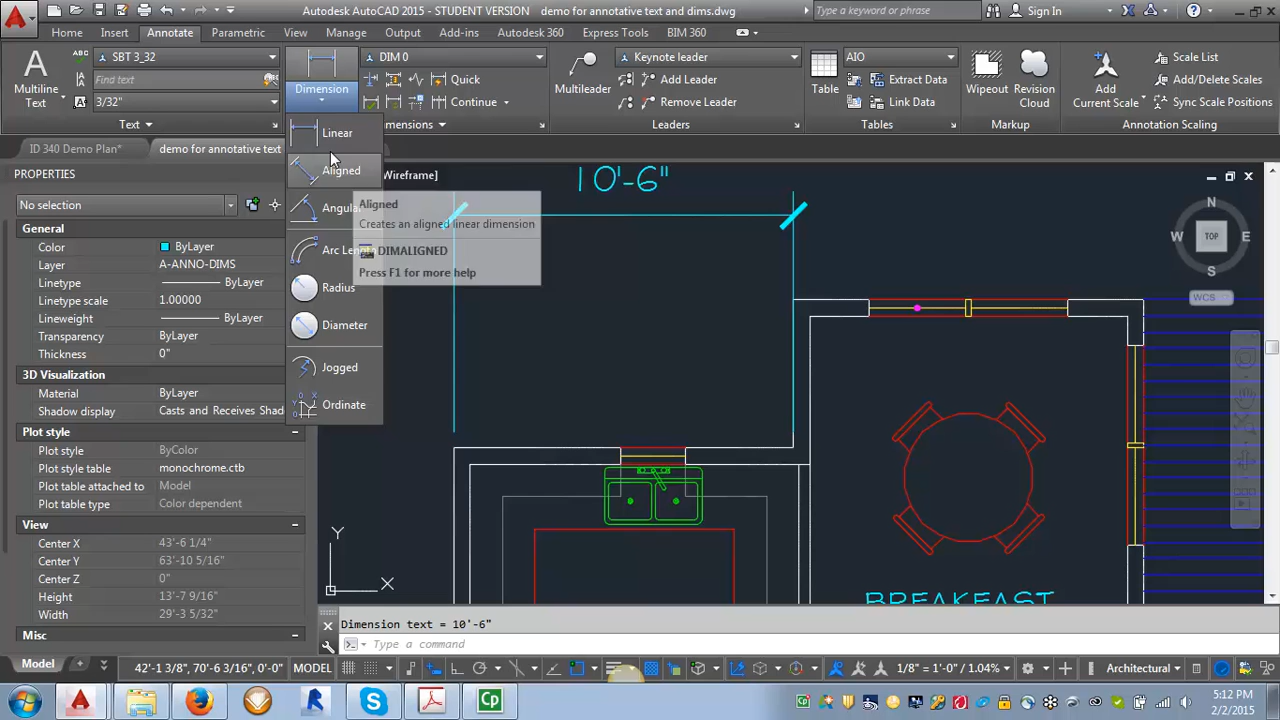 Autodesk AutoCAD 2015 - STUDENT VERSION demo for annotative text and dims.dwg
Type a keyword or phrase
Sign In
Home Insert Annotate Parametric View Manage Output Add-ins Autodesk 360 Express Tools BIM 360
Multiline
Text
SBT 3_32
Find text
3/32"
Text
Dimension
DIM 0
Quick
Continue
Dimensions
Multileader
Keynote leader
Add Leader
Remove Leader
Leaders
Table
AIO
Extract Data
Link Data
Tables
Wipeout
Revision
Cloud
Markup
Add
Current Scale
Scale List
Add/Delete Scales
Sync Scale Positions
Annotation Scaling
ID 340 Demo Plan*
demo for annotative text
Linear
Aligned
Angular
Arc Length
Radius
Diameter
Jogged
Ordinate
Aligned
Creates an aligned linear dimension
DIMALIGNED
Press F1 for more help
PROPERTIES
No selection
General
Color ByLayer
Layer A-ANNO-DIMS
Linetype ByLayer
Linetype scale 1.00000
Lineweight ByLayer
Transparency ByLayer
Thickness 0"
3D Visualization
Material ByLayer
Shadow display Casts and Receives Shad
Plot style
Plot style ByColor
Plot style table monochrome.ctb
Plot table attached to Model
Plot table type Color dependent
View
Center X 43'-6 1/4"
Center Y 63'-10 5/16"
Center Z 0"
Height 13'-7 9/16"
Width 29'-3 5/32"
Misc
Wireframe]
10'-6"
N
W TOP E
S
WCS
BREAKFAST
Y
X
Dimension text = 10'-6"
Type a command
Model
42'-1 3/8", 70'-6 3/16", 0'-0" MODEL
1/8" = 1'-0" / 1.04%
Architectural
5:12 PM
2/2/2015